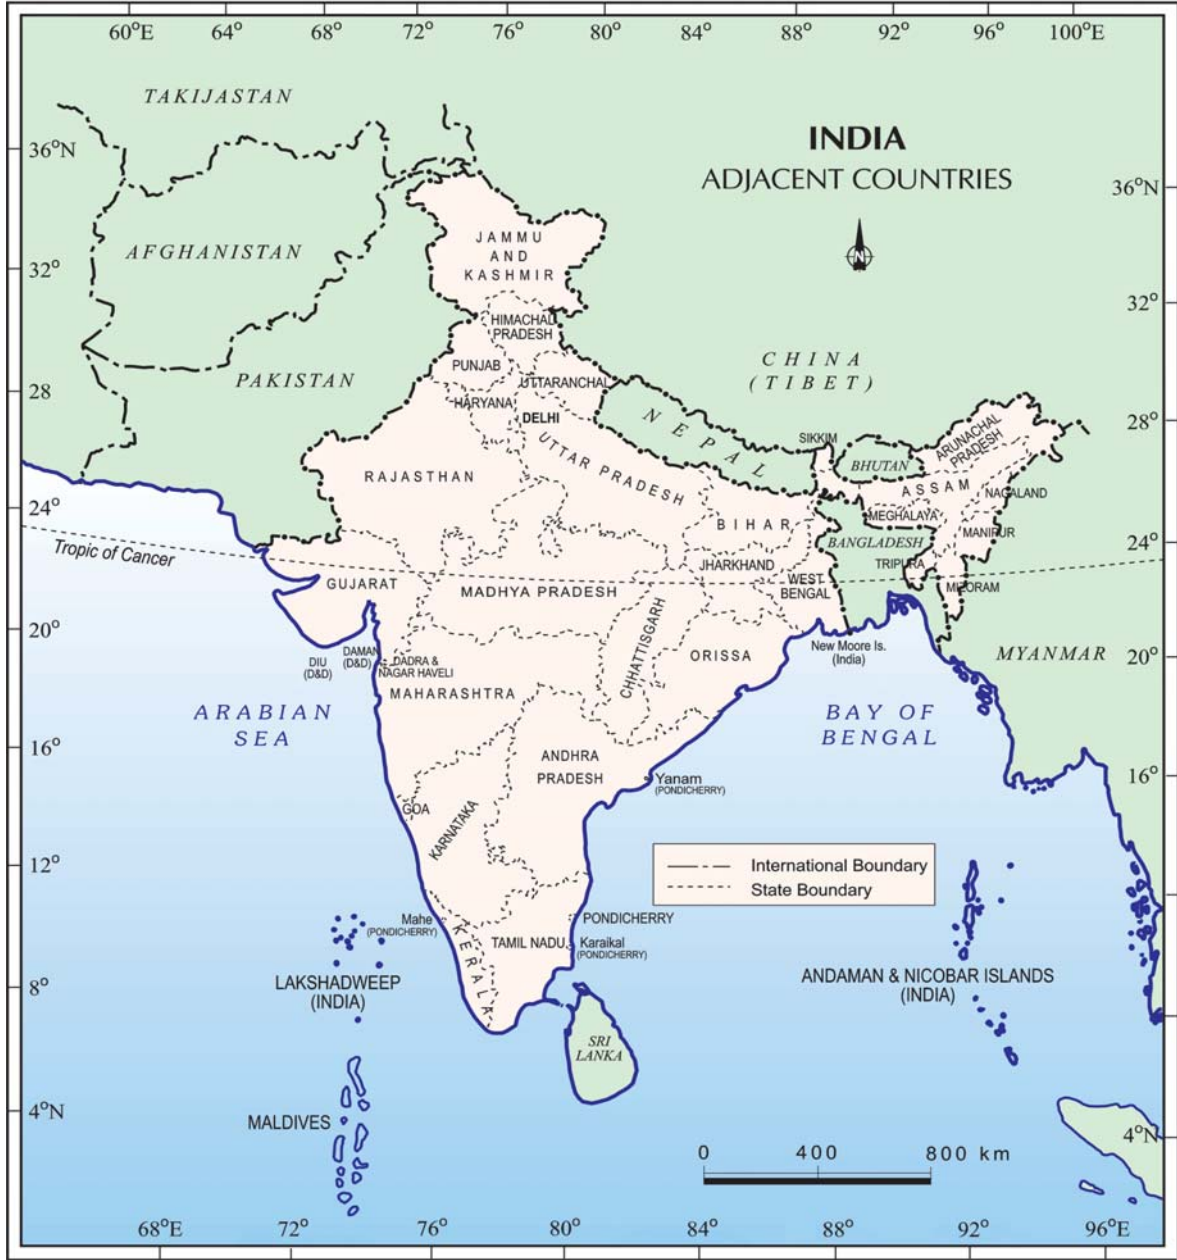 60°E 64° 68° 72° 76° 80° 84° 88° 92° 96° 100°E
TAKIJASTAN
INDIA
ADJACENT COUNTRIES
36°N
36°N
N
AFGHANISTAN
JAMMU
AND
KASHMIR
32°
32°
HIMACHAL
PRADESH
CHINA
(TIBET)
PUNJAB
PAKISTAN
UTTARANCHAL
28°
HARYANA
DELHI
NEPAL
28°
SIKKIM
ARUNACHAL
PRADESH
UTTAR PRADESH
BHUTAN
RAJASTHAN
ASSAM
NAGALAND
24°
MEGHALAYA
BIHAR
MANIPUR
24°
BANGLADESH
Tropic of Cancer
JHARKHAND
TRIPURA
GUJARAT
MADHYA PRADESH
WEST
BENGAL
MIZORAM
20°
CHHATTISGARH
New Moore Is.
(India)
DAMAN
(D&D)
DIU
(D&D)
DADRA &
NAGAR HAVELI
ORISSA
MYANMAR
20°
MAHARASHTRA
ARABIAN
SEA
BAY OF
BENGAL
16°
ANDHRA
PRADESH
Yanam
(PONDICHERRY)
16°
GOA
KARNATAKA
12°
International Boundary
State Boundary
12°
Mahe
(PONDICHERRY)
PONDICHERRY
KERALA
TAMIL NADU
Karaikal
(PONDICHERRY)
LAKSHADWEEP
(INDIA)
ANDAMAN & NICOBAR ISLANDS
(INDIA)
8°
8°
SRI
LANKA
4°N
MALDIVES
4°N
0 400 800 km
68°E 72° 76° 80° 84° 88° 92° 96°E